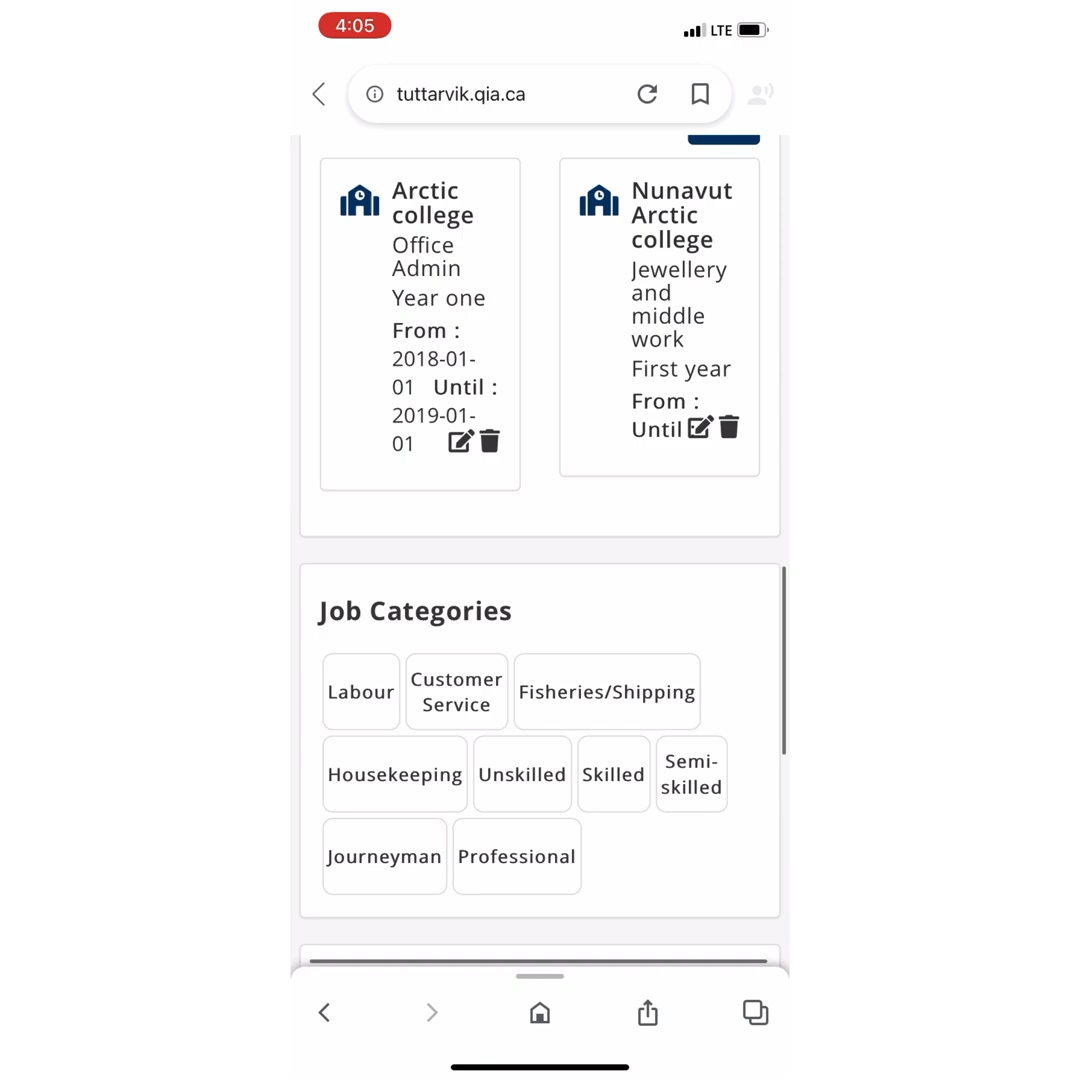 4:05
LTE
tuttarvik.qia.ca
Arctic
college
Office
Admin
Year one
From :
2018-01-
01 Until :
2019-01-
01
Nunavut
Arctic
college
Jewellery
and
middle
work
First year
From :
Until
Job Categories
Labour
Customer
Service
Fisheries/Shipping
Housekeeping
Unskilled
Skilled
Semi-
skilled
Journeyman
Professional